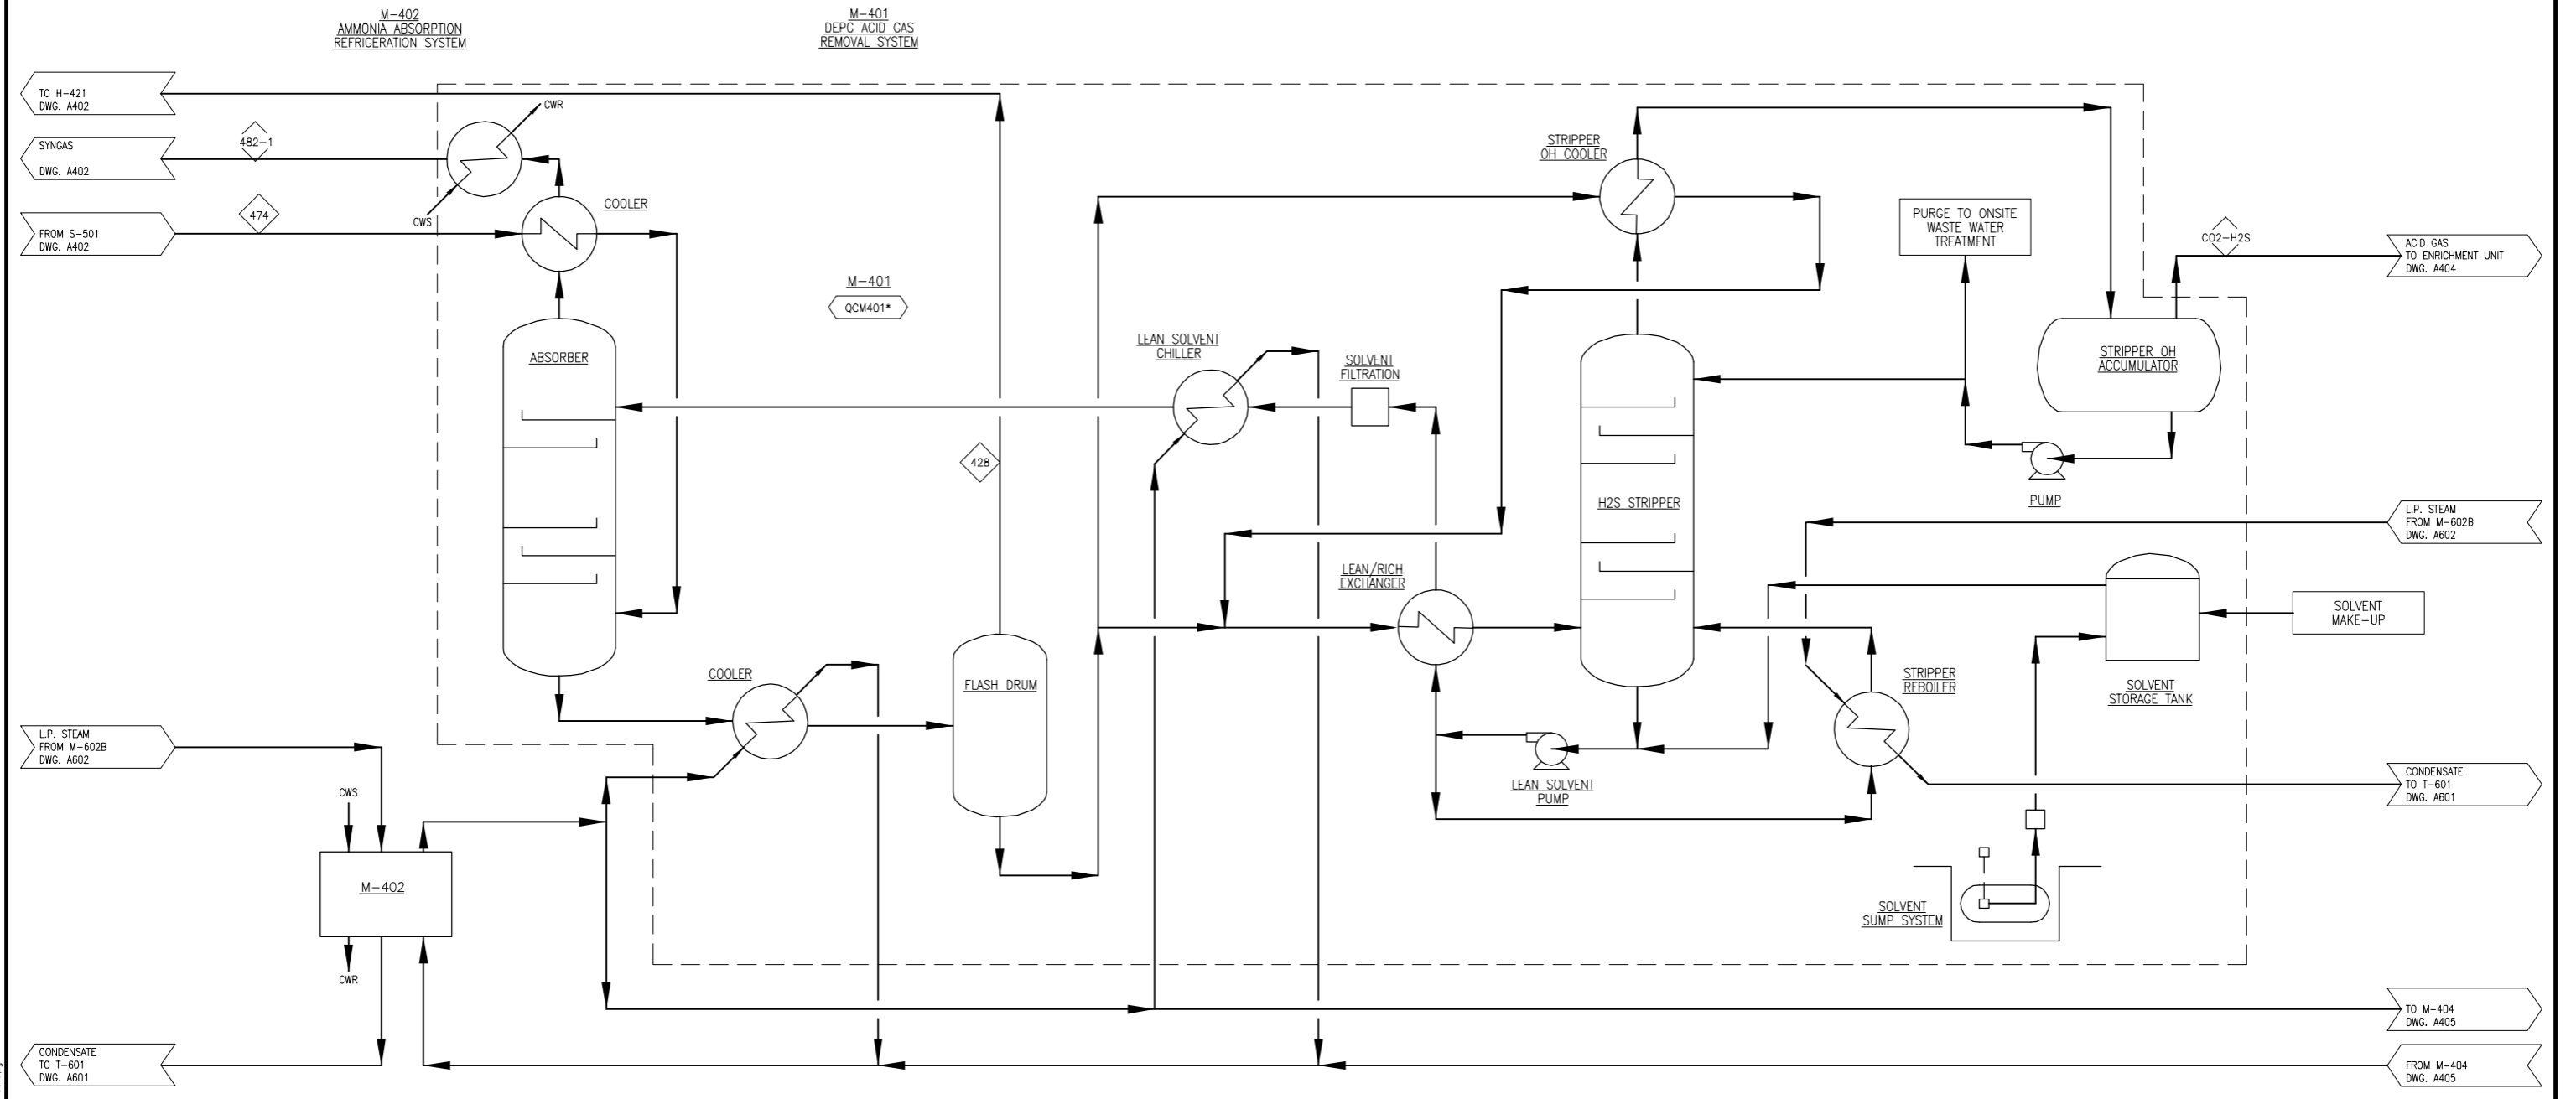 M-402
AMMONIA ABSORPTION
REFRIGERATION SYSTEM
M-401
DEPG ACID GAS
REMOVAL SYSTEM
TO H-421
DWG. A402
CWR
482-1
SYNGAS
DWG. A402
STRIPPER
OH COOLER
474
COOLER
CWS
FROM S-501
DWG. A402
PURGE TO ONSITE
WASTE WATER
TREATMENT
CO2-H2S
ACID GAS
TO ENRICHMENT UNIT
DWG. A404
M-401
QCM401*
ABSORBER
LEAN SOLVENT
CHILLER
SOLVENT
FILTRATION
STRIPPER OH
ACCUMULATOR
428
H2S STRIPPER
PUMP
L.P. STEAM
FROM M-602B
DWG. A602
LEAN/RICH
EXCHANGER
SOLVENT
MAKE-UP
COOLER
FLASH DRUM
STRIPPER
REBOILER
SOLVENT
STORAGE TANK
L.P. STEAM
FROM M-602B
DWG. A602
CWS
LEAN SOLVENT
PUMP
CONDENSATE
TO T-601
DWG. A601
M-402
SOLVENT
SUMP SYSTEM
CWR
TO M-404
DWG. A405
CONDENSATE
TO T-601
DWG. A601
FROM M-404
DWG. A405